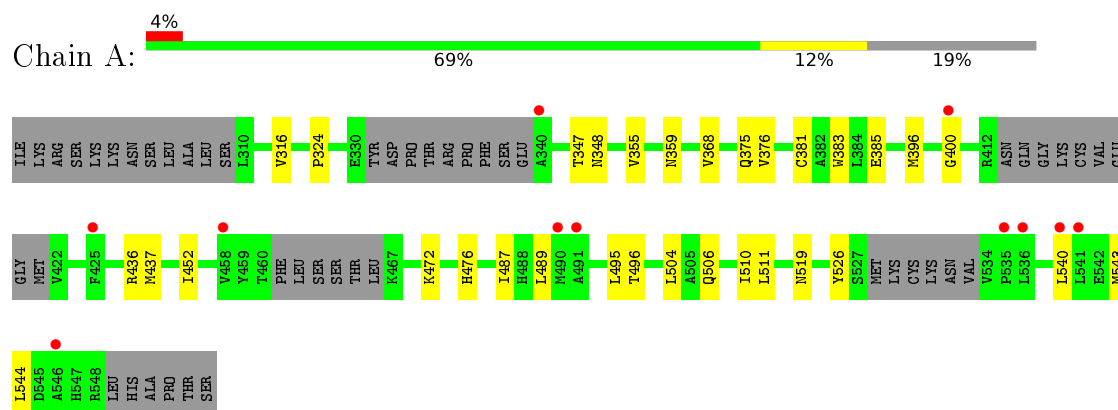 4%
Chain A:
69% 12% 19%
ILE LYS ARG SER LYS LYS ASN SER LEU ALA LEU SER L310 V316 P324 E330 TYR ASP PRO THR ARG PRO PHE SER GLU A340 T347 N348 V355 N359 V368 Q375 V376 C381 A382 W383 L384 E385 M396 G400 R412 ASN GLN GLY LYS CYS VAL GLU
GLY MET V422 F425 R436 M437 I452 V458 Y459 T460 PHE LEU SER SER THR LEU K467 K472 H476 I487 H488 L489 M490 A491 L495 T496 L504 A505 Q506 I510 L511 N519 Y526 S527 MET LYS CYS LYS ASN VAL V534 P535 L536 L540 L541 E542 M543
L544 D545 A546 H547 R548 LEU HIS ALA PRO THR SER